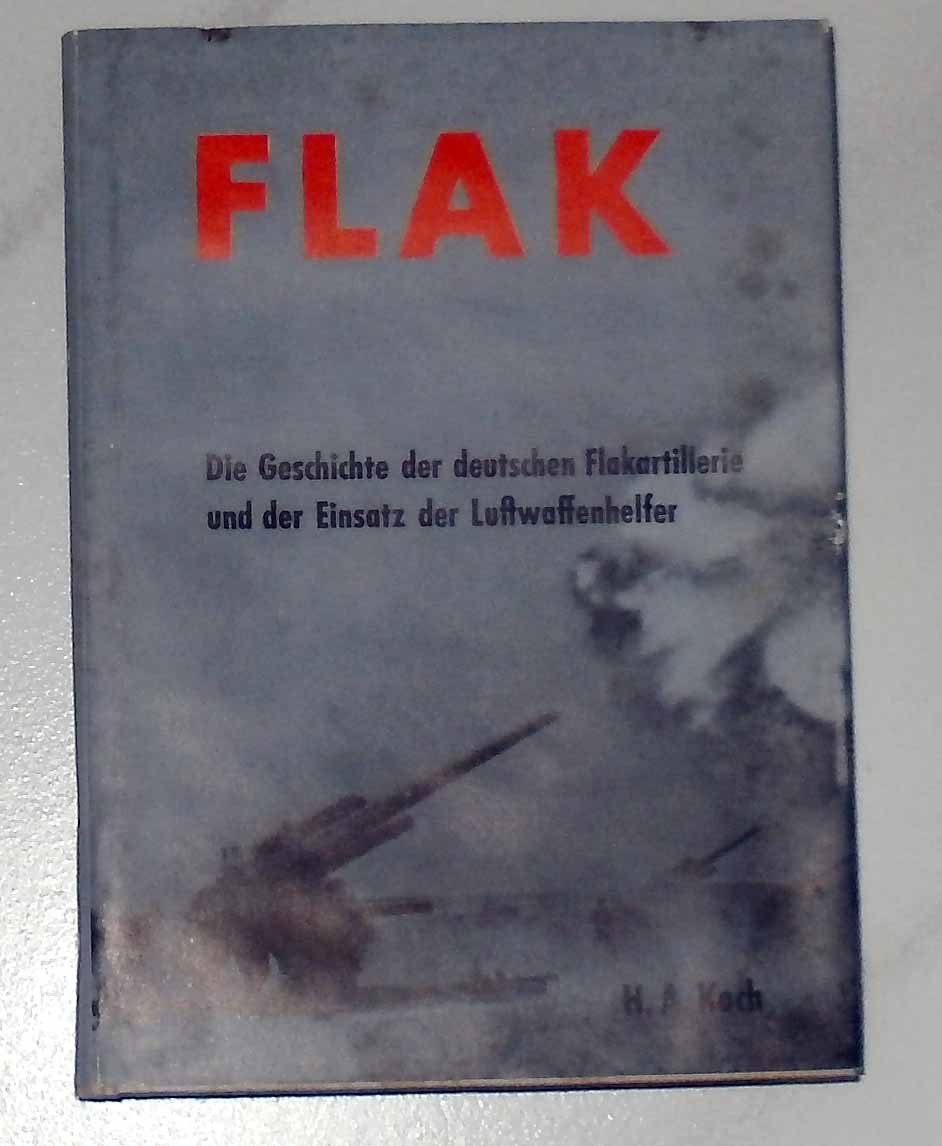 FLAK
Die Geschichte der deutschen Flakartillerie
und der Einsatz der Luftwaffenhelfer
H. A. Koch